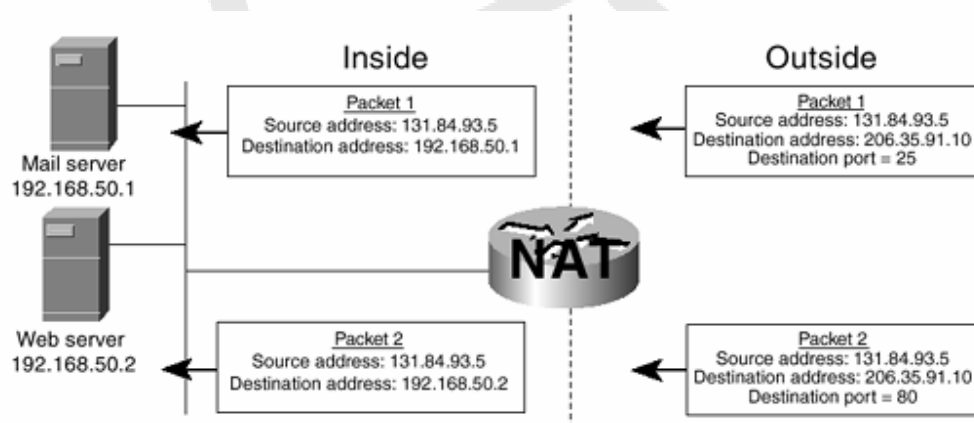 Inside
Outside
Packet 1
Source address: 131.84.93.5
Destination address: 192.168.50.1
Packet 1
Source address: 131.84.93.5
Destination address: 206.35.91.10
Destination port = 25
Mail server
192.168.50.1
NAT
Web server
192.168.50.2
Packet 2
Source address: 131.84.93.5
Destination address: 192.168.50.2
Packet 2
Source address: 131.84.93.5
Destination address: 206.35.91.10
Destination port = 80